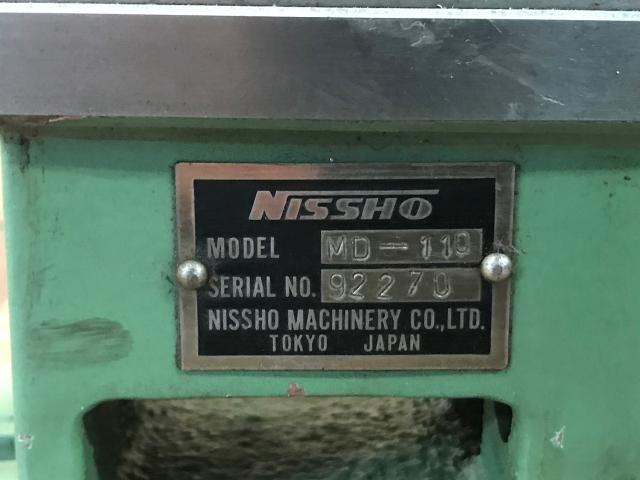 NISSHO
MODEL MD-110
SERIAL NO. 92270
NISSHO MACHINERY CO.,LTD.
TOKYO JAPAN